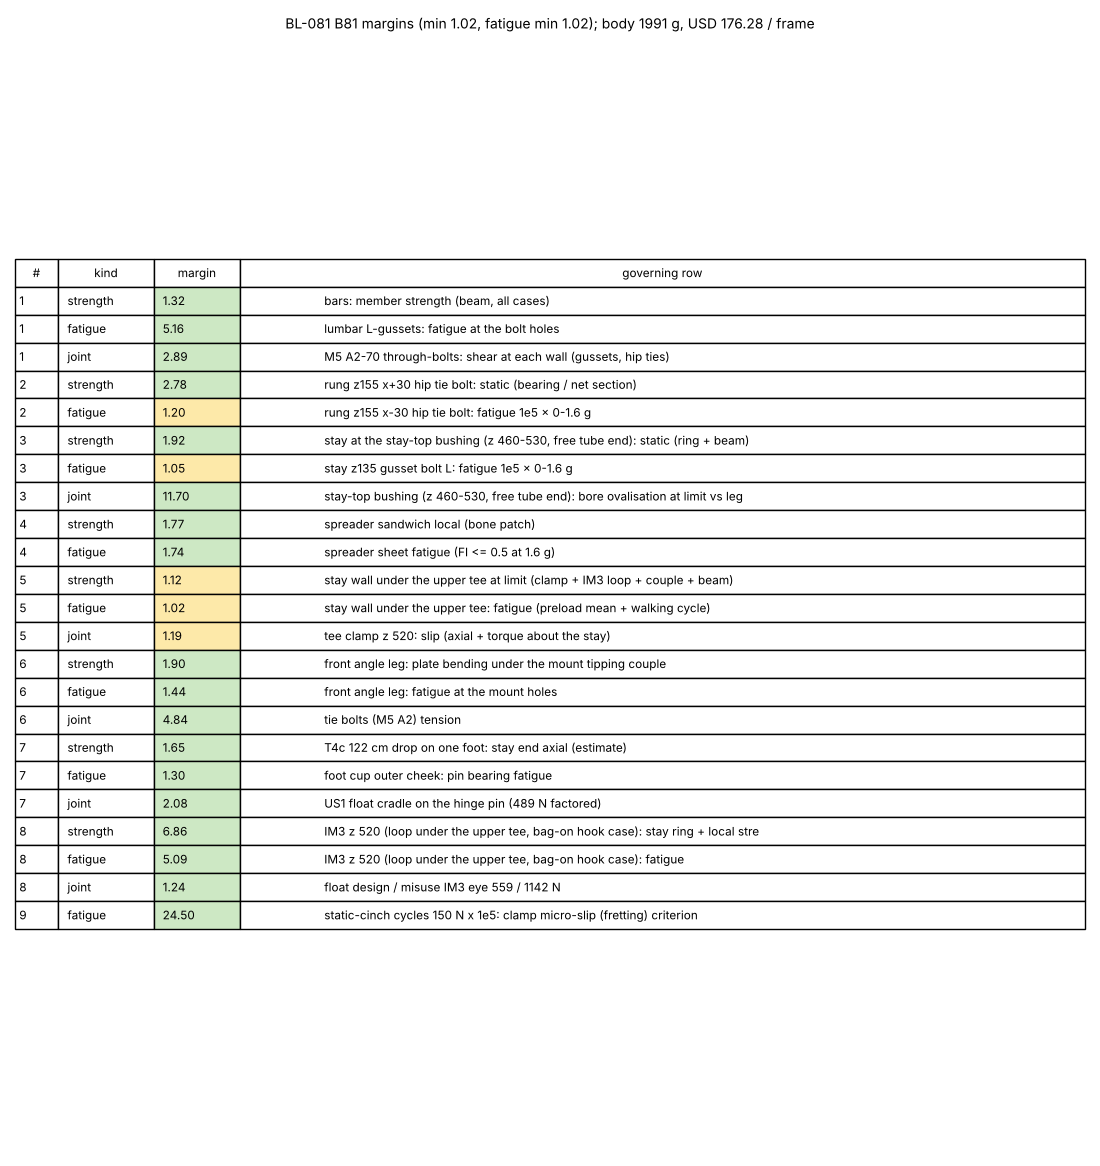 BL-081 B81 margins (min 1.02, fatigue min 1.02); body 1991 g, USD 176.28 / frame
# kind margin governing row
1 strength 1.32 bars: member strength (beam, all cases)
1 fatigue 5.16 lumbar L-gussets: fatigue at the bolt holes
1 joint 2.89 M5 A2-70 through-bolts: shear at each wall (gussets, hip ties)
2 strength 2.78 rung z155 x+30 hip tie bolt: static (bearing / net section)
2 fatigue 1.20 rung z155 x-30 hip tie bolt: fatigue 1e5 × 0-1.6 g
3 strength 1.92 stay at the stay-top bushing (z 460-530, free tube end): static (ring + beam)
3 fatigue 1.05 stay z135 gusset bolt L: fatigue 1e5 × 0-1.6 g
3 joint 11.70 stay-top bushing (z 460-530, free tube end): bore ovalisation at limit vs leg
4 strength 1.77 spreader sandwich local (bone patch)
4 fatigue 1.74 spreader sheet fatigue (FI <= 0.5 at 1.6 g)
5 strength 1.12 stay wall under the upper tee at limit (clamp + IM3 loop + couple + beam)
5 fatigue 1.02 stay wall under the upper tee: fatigue (preload mean + walking cycle)
5 joint 1.19 tee clamp z 520: slip (axial + torque about the stay)
6 strength 1.90 front angle leg: plate bending under the mount tipping couple
6 fatigue 1.44 front angle leg: fatigue at the mount holes
6 joint 4.84 tie bolts (M5 A2) tension
7 strength 1.65 T4c 122 cm drop on one foot: stay end axial (estimate)
7 fatigue 1.30 foot cup outer cheek: pin bearing fatigue
7 joint 2.08 US1 float cradle on the hinge pin (489 N factored)
8 strength 6.86 IM3 z 520 (loop under the upper tee, bag-on hook case): stay ring + local stre
8 fatigue 5.09 IM3 z 520 (loop under the upper tee, bag-on hook case): fatigue
8 joint 1.24 float design / misuse IM3 eye 559 / 1142 N
9 fatigue 24.50 static-cinch cycles 150 N x 1e5: clamp micro-slip (fretting) criterion